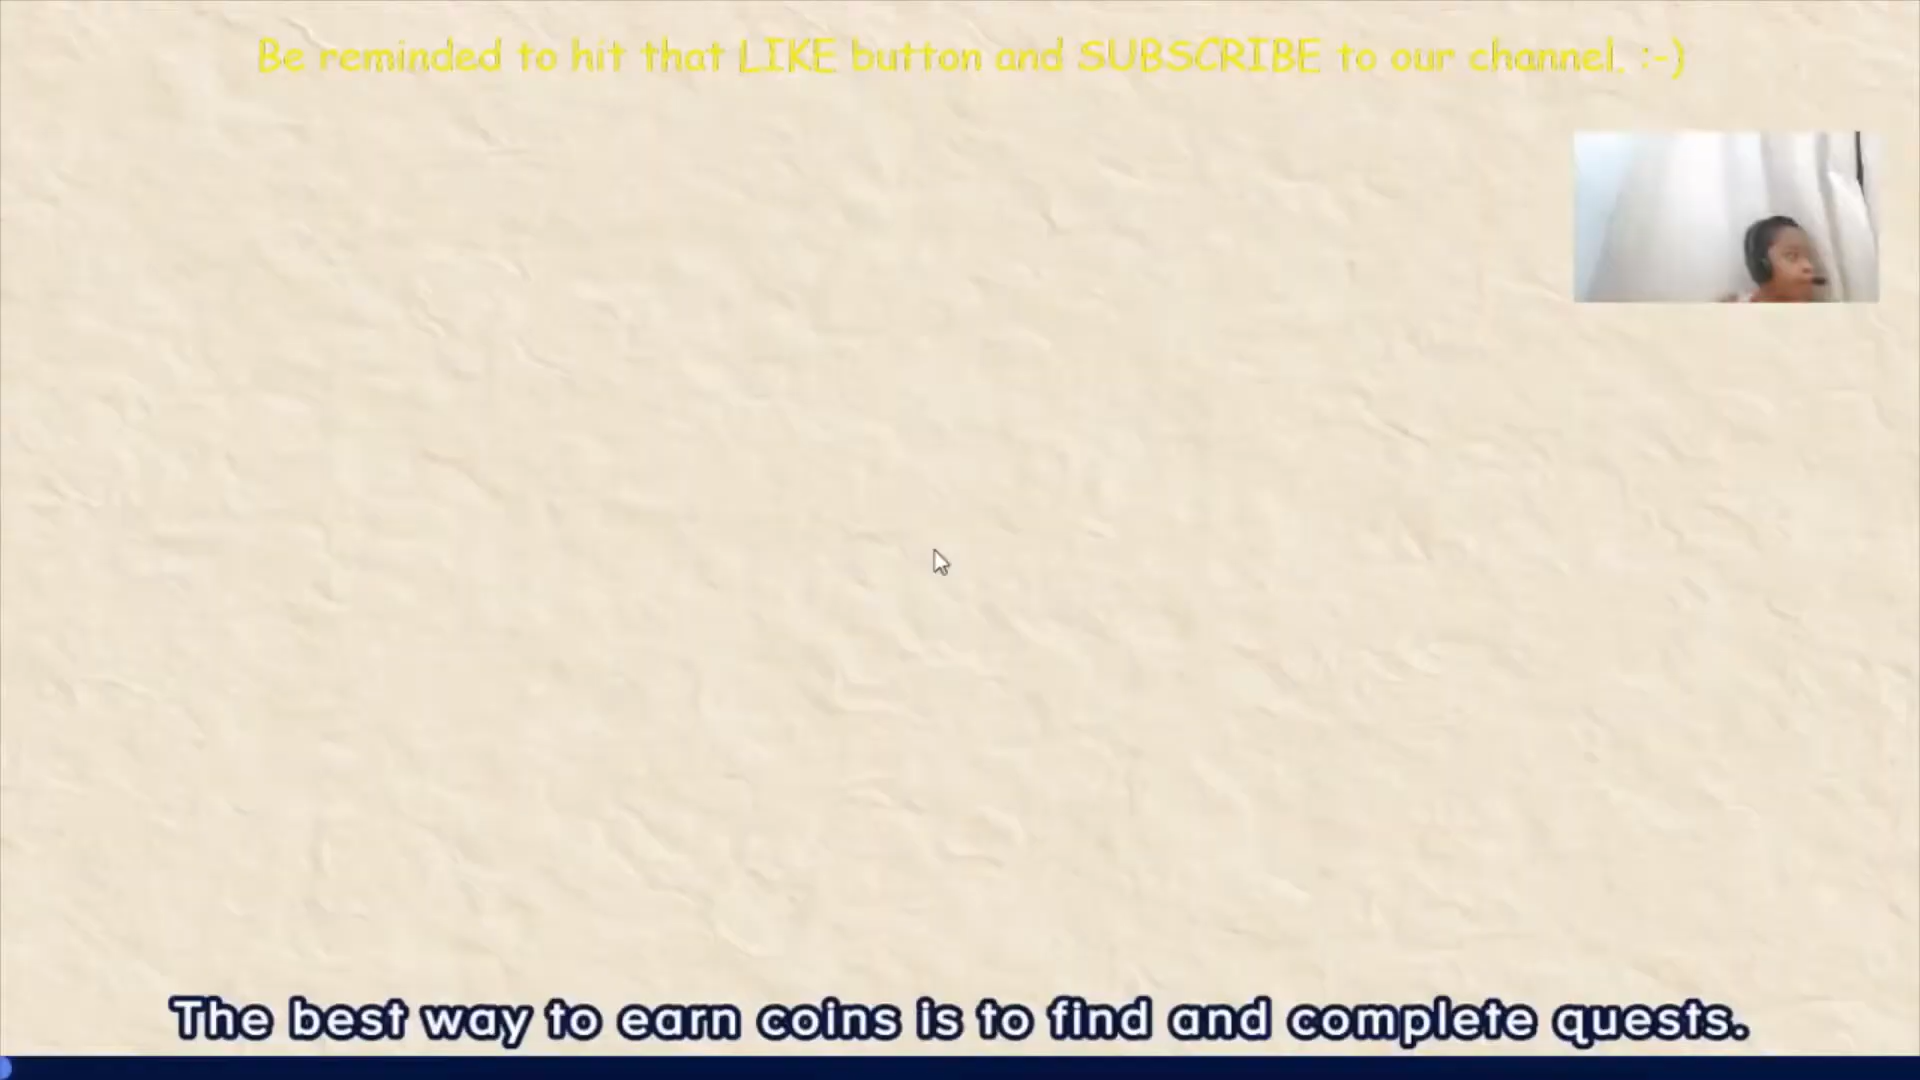 Be reminded to hit that LIKE button and SUBSCRIBE to our channel. :-)
The best way to earn coins is to find and complete quests.